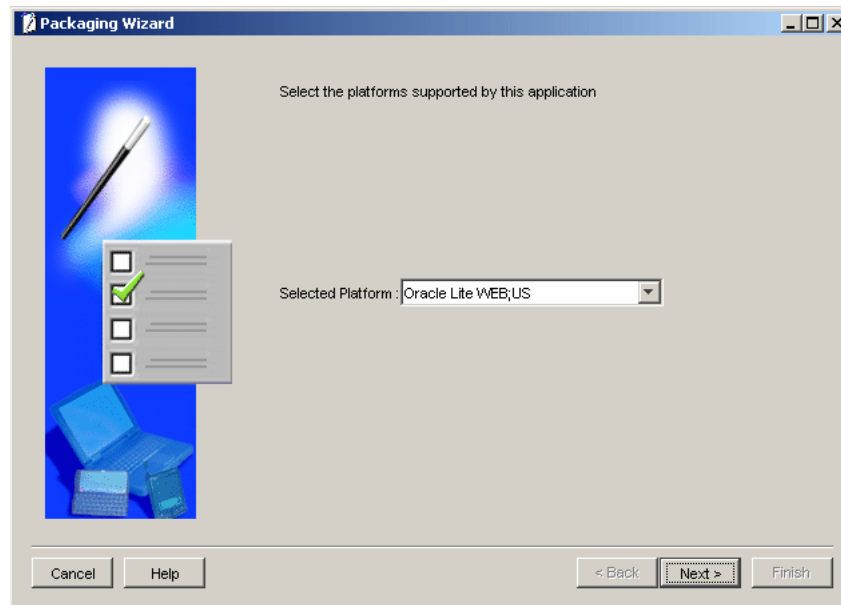 Packaging Wizard
Select the platforms supported by this application
Selected Platform : Oracle Lite WEB;US
Cancel Help < Back Next > Finish